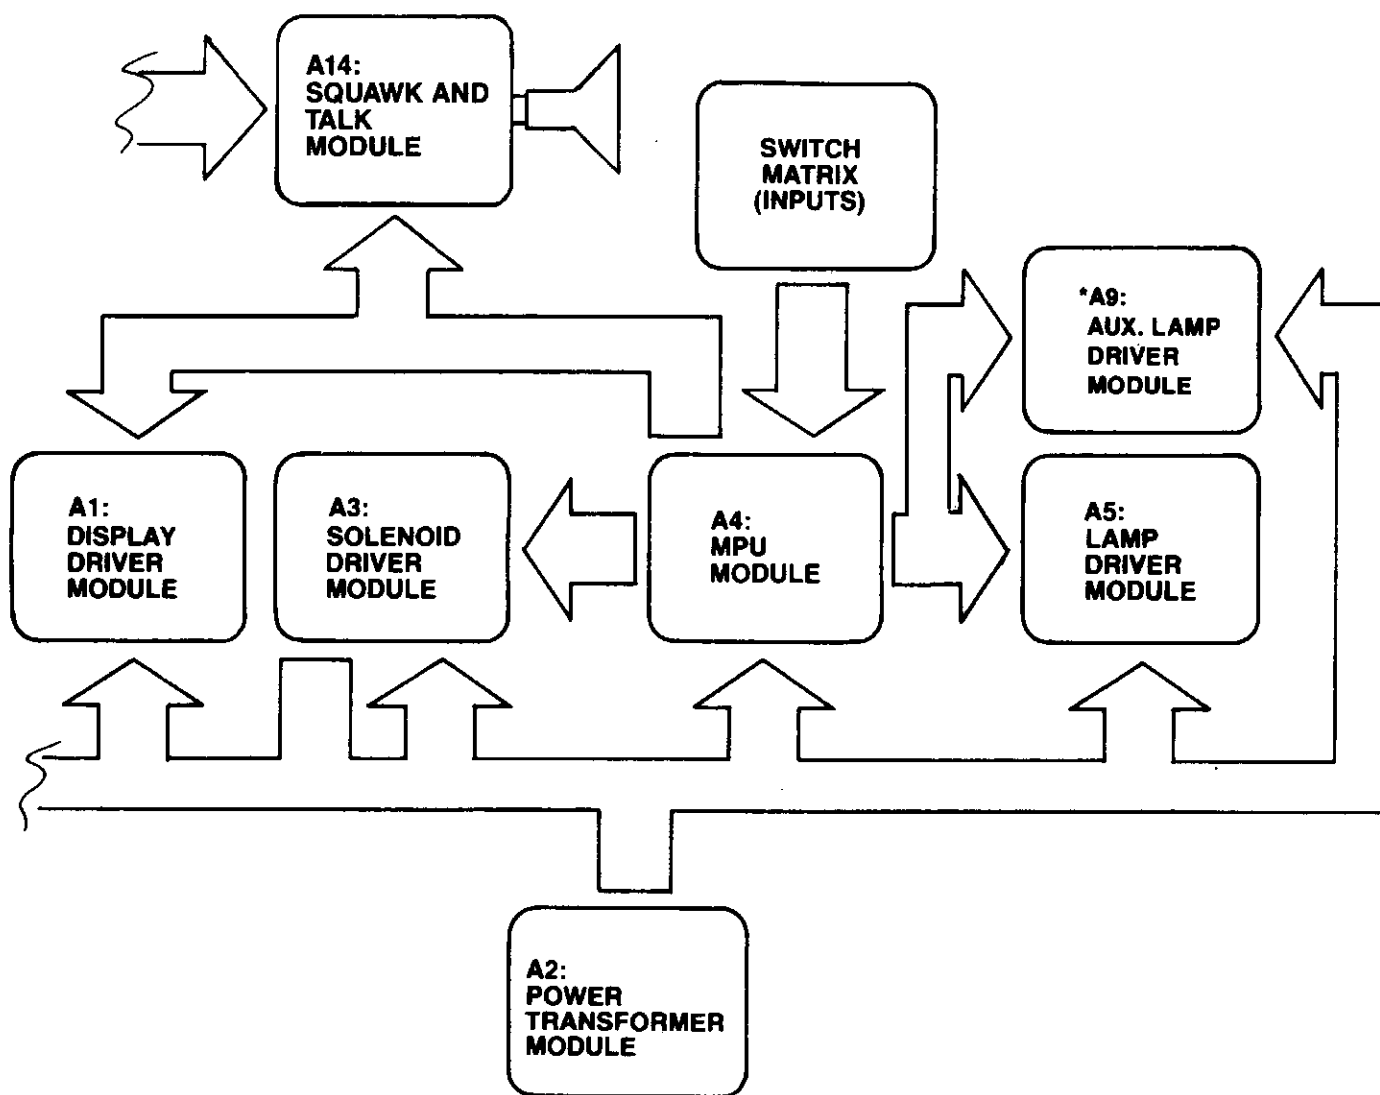 A14:
SQUAWK AND
TALK
MODULE
SWITCH
MATRIX
(INPUTS)
*A9:
AUX. LAMP
DRIVER
MODULE
A1:
DISPLAY
DRIVER
MODULE
A3:
SOLENOID
DRIVER
MODULE
A4:
MPU
MODULE
A5:
LAMP
DRIVER
MODULE
A2:
POWER
TRANSFORMER
MODULE